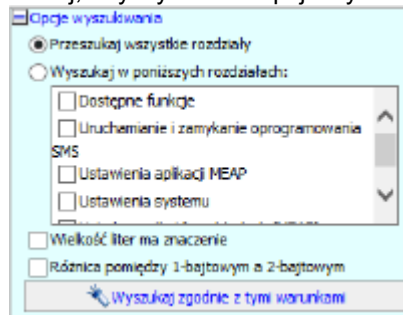 Opcje wyszukiwania
Przeszukaj wszystkie rozdziały
Wyszukaj w poniższych rozdziałach:
Dostępne funkcje
Uruchamianie i zamykanie oprogramowania
SMS
Ustawienia aplikacji MEAP
Ustawienia systemu
Wielkość liter ma znaczenie
Różnica pomiędzy 1-bajtowym a 2-bajtowym
Wyszukaj zgodnie z tymi warunkami